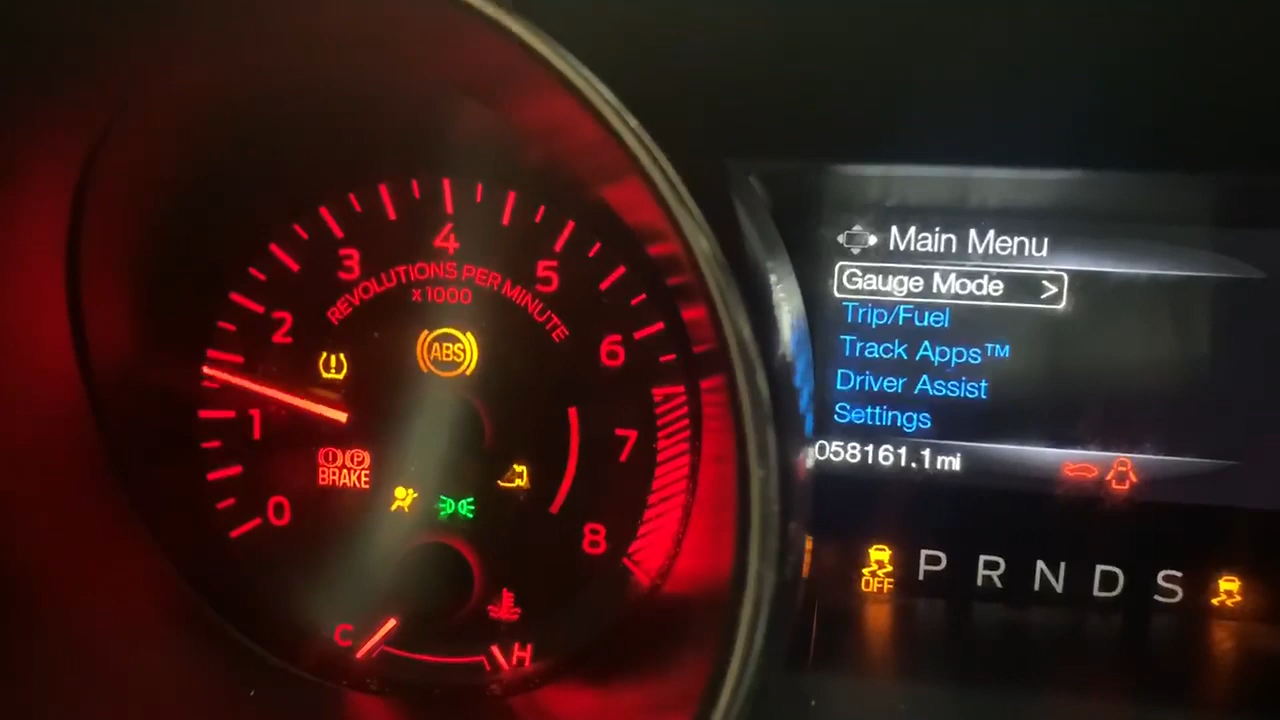 4
3
5
REVOLUTIONS PER MINUTE
x1000
2
6
ABS
1
7
P
BRAKE
0
8
C
H
Main Menu
Gauge Mode >
Trip/Fuel
Track Apps™
Driver Assist
Settings
058161.1 mi
OFF
P R N D S